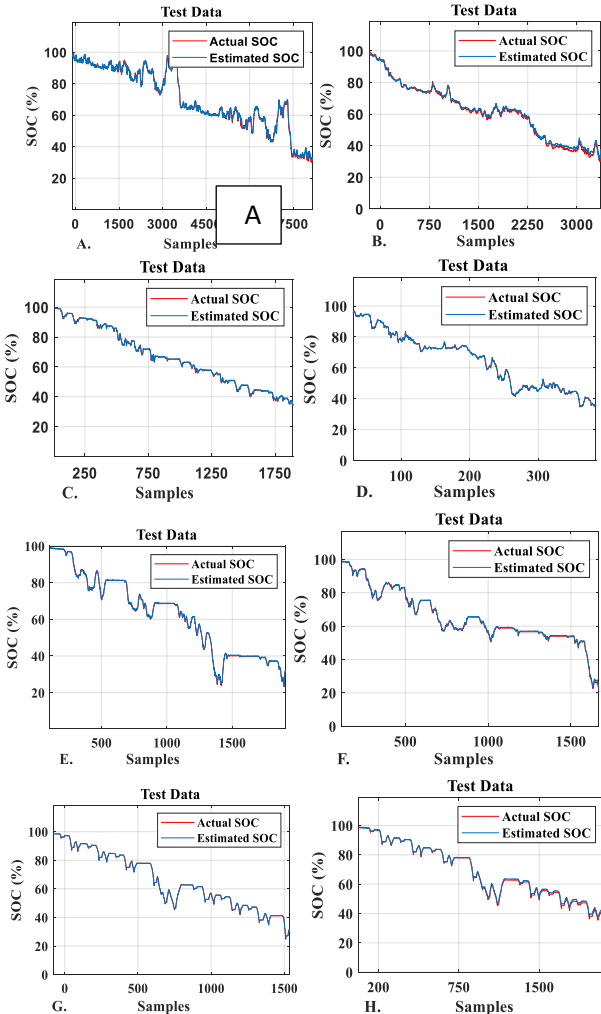 Test Data
100
80
60
40
20
SOC (%)
Actual SOC
Estimated SOC
0 1500 3000 450 7500
A
A. Samples
Test Data
100
80
60
40
20
0
SOC (%)
Actual SOC
Estimated SOC
0 750 1500 2250 3000
B. Samples
Test Data
100
80
60
40
20
SOC (%)
Actual SOC
Estimated SOC
250 750 1250 1750
C. Samples
Test Data
80
60
40
20
0
SOC (%)
Actual SOC
Estimated SOC
100 200 300
D. Samples
Test Data
100
80
60
40
20
SOC (%)
Actual SOC
Estimated SOC
500 1000 1500
E. Samples
Test Data
100
80
60
40
20
0
SOC (%)
Actual SOC
Estimated SOC
500 1000 1500
F. Samples
Test Data
100
80
60
40
20
0
SOC (%)
Actual SOC
Estimated SOC
0 500 1000 1500
G. Samples
Test Data
100
80
60
40
20
0
SOC (%)
Actual SOC
Estimated SOC
200 750 1500
H. Samples